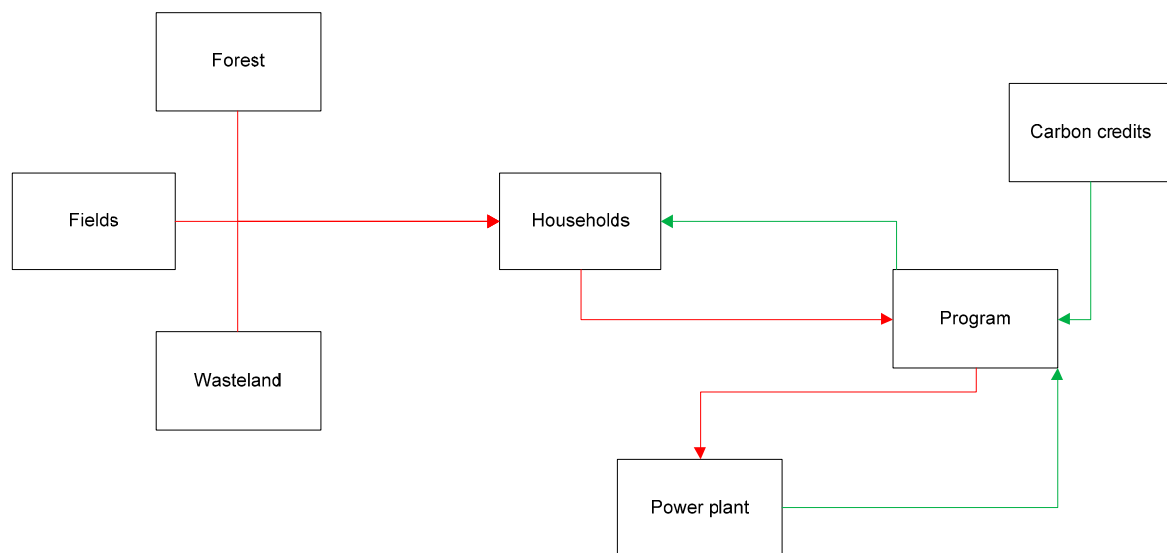 Forest
Carbon credits
Fields
Households
Program
Wasteland
Power plant